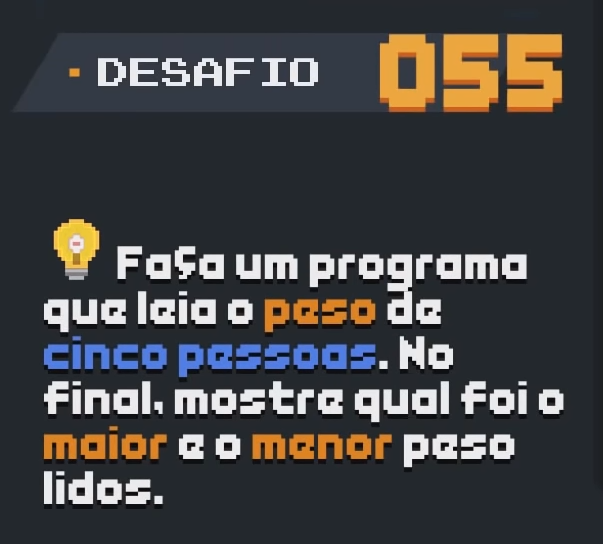 ▪ DESAFIO 055
Faça um programa
que leia o peso de
cinco pessoas. No
final, mostre qual foi o
maior e o menor peso
lidos.